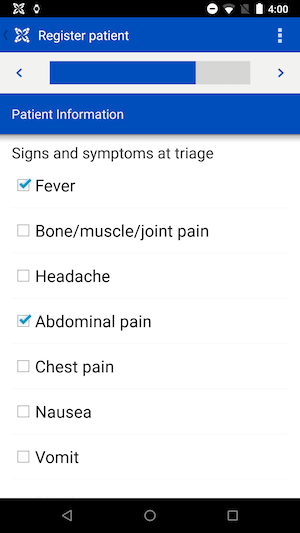 4:00
Register patient
Patient Information
Signs and symptoms at triage
Fever
Bone/muscle/joint pain
Headache
Abdominal pain
Chest pain
Nausea
Vomit